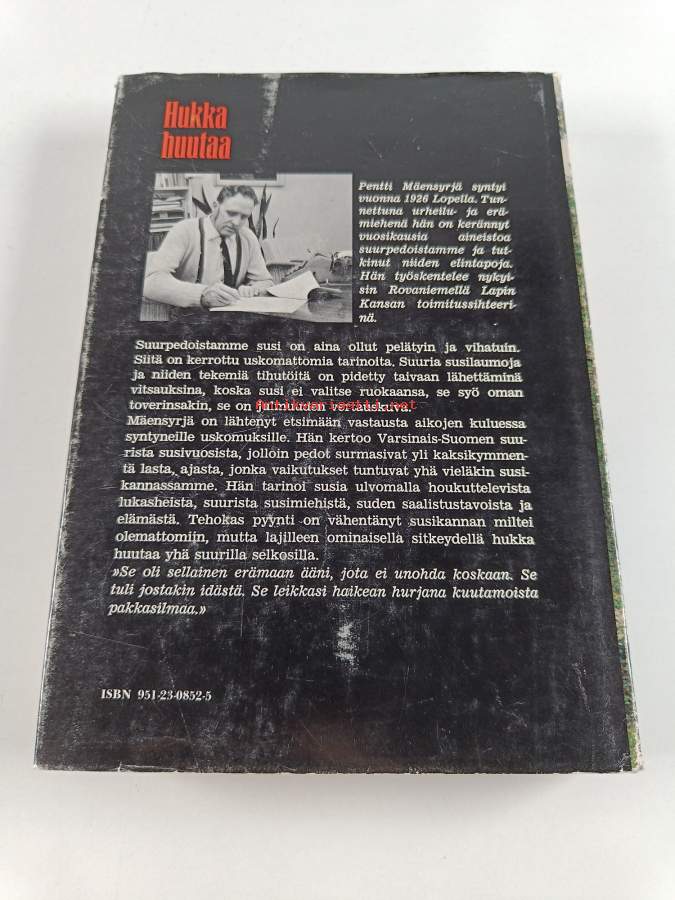 Hukka
huutaa
Pentti Mäensyrjä syntyi
vuonna 1926 Lopella. Tun-
nettuna urheilu- ja erä-
miehenä hän on kerännyt
vuosikausia aineistoa
suurpedoistamme ja tut-
kinut niiden elintapoja.
Hän työskentelee nyky-
sin Rovaniemellä Lapin
Kansan toimitussihteeri-
nä.
Suurpedoistamme susi on aina ollut pelätyin ja vihatuin.
Siitä on kerrottu uskomattomia tarinoita. Suuria susilaumoja
ja niiden tekemiä tihutöitä on pidetty taivaan lähettäminä
vitsauksina, koska susi ei valitse ruokaansa, se syö oman
toverinsakin, se on julmuuden vertauskuva.
antikvariaatti.net
Mäensyrjä on lähtenyt etsimään vastausta aikojen kuluessa
syntyneille uskomuksille. Hän kertoo Varsinais-Suomen suu-
rista susivuosista, jolloin pedot surmasivat yli kaksikymmen-
tä lasta, ajasta, jonka vaikutukset tuntuvat yhä vieläkin susi-
kannassamme. Hän tarinoi susia ulvomalla houkuttelevista
lukasheista, suurista susimiehistä, suden saalistustavoista ja
elämästä. Tehokas pyynti on vähentänyt susikannan miltei
olemattomiin, mutta lajilleen ominaisella sitkeydellä hukka
huutaa yhä suurilla selkosilla.
»Se oli sellainen erämaan ääni, jota ei unohda koskaan. Se
tuli jostakin idästä. Se leikkasi haikean hurjana kuutamoista
pakkasilmaa.»
ISBN 951-23-0852-5